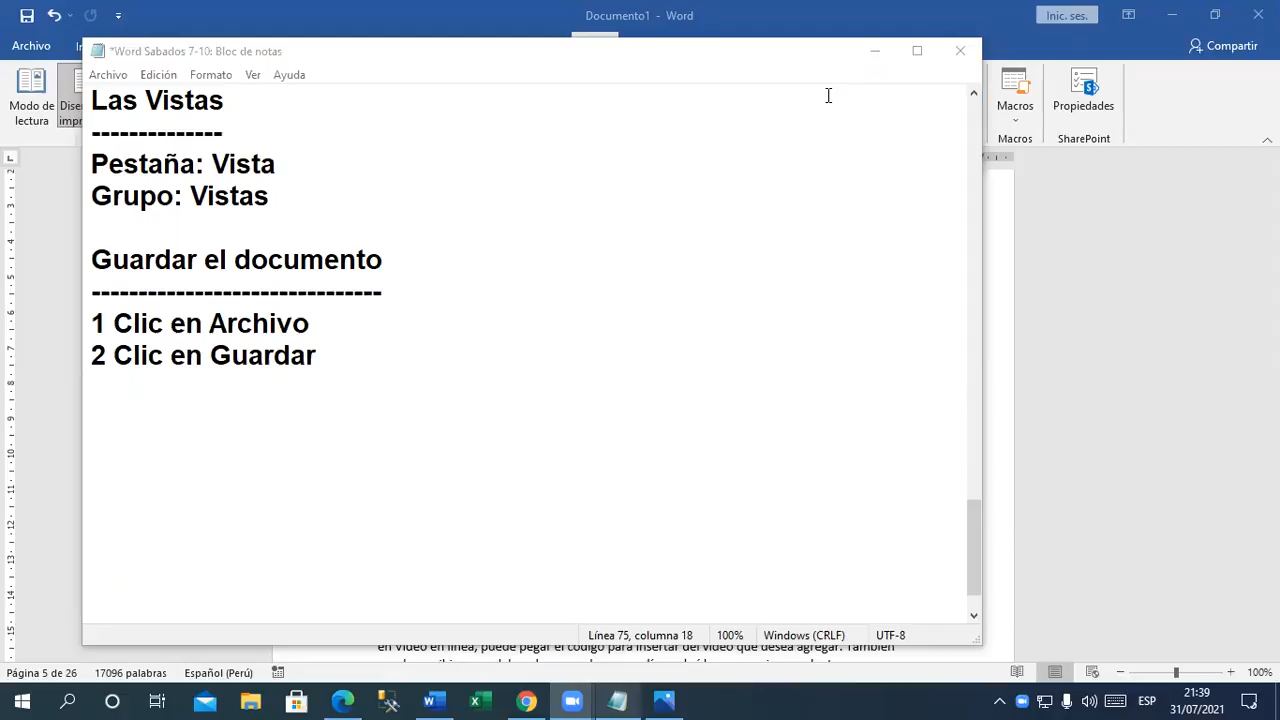 Documento1 - Word
Inic. ses.
Archivo
Compartir
*Word Sabados 7-10: Bloc de notas
Archivo Edición Formato Ver Ayuda
Modo de
lectura
Macros
Propiedades
Macros
SharePoint
Las Vistas
--------------
Pestaña: Vista
Grupo: Vistas
Guardar el documento
-------------------------------
1 Clic en Archivo
2 Clic en Guardar
Línea 75, columna 18 100% Windows (CRLF) UTF-8
en Video en línea, puede pegar el código para insertar del video que desea agregar. También
Página 5 de 26 17096 palabras Español (Perú) 100%
ESP
21:39
31/07/2021